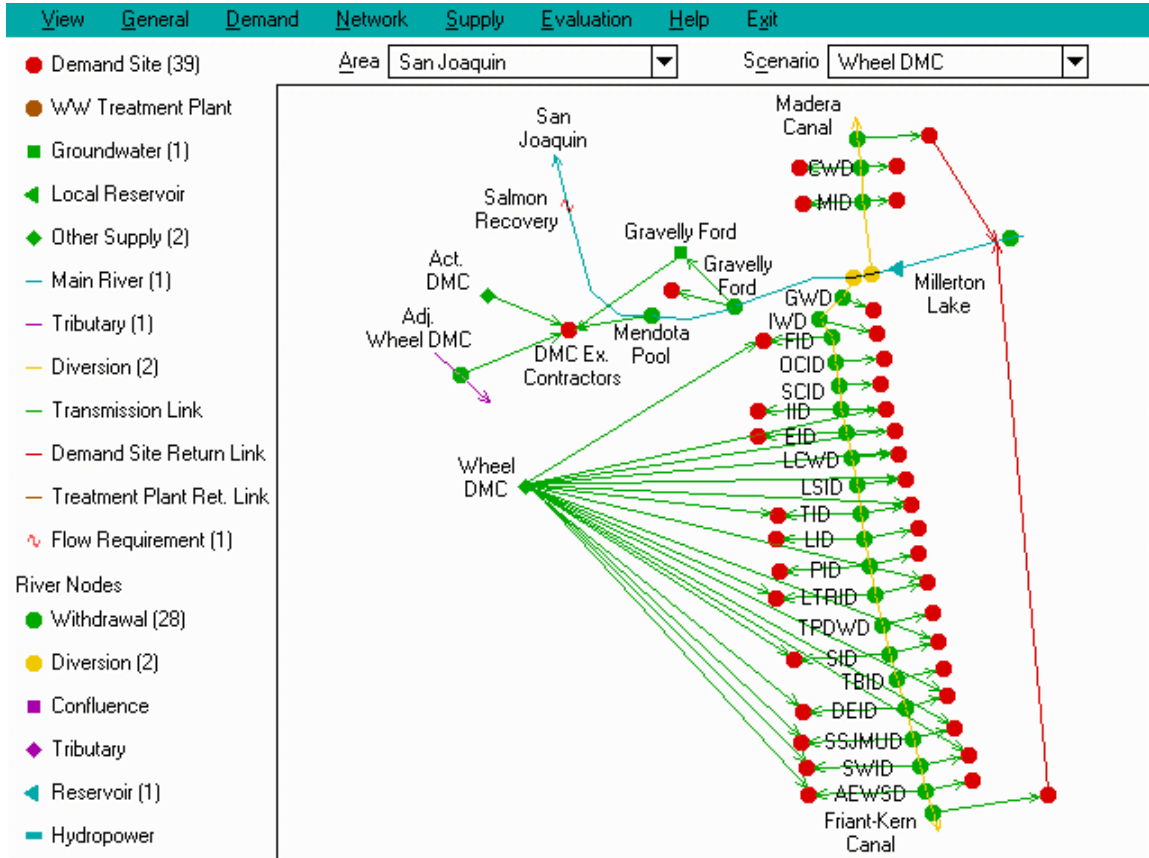 View General Demand Network Supply Evaluation Help Exit
Area San Joaquin Scenario Wheel DMC
Demand Site (39)
WW Treatment Plant
Groundwater (1)
Local Reservoir
Other Supply (2)
Main River (1)
Tributary (1)
Diversion (2)
Transmission Link
Demand Site Return Link
Treatment Plant Ret. Link
Flow Requirement (1)
River Nodes
Withdrawal (28)
Diversion (2)
Confluence
Tributary
Reservoir (1)
Hydropower
San
Joaquin
Salmon
Recovery
Act.
DMC
Adj.
Wheel DMC
DMC Ex.
Contractors
Mendota
Pool
Gravelly Ford
Gravelly
Ford
Wheel
DMC
Madera
Canal
CWD
MID
Millerton
Lake
GWD
IWD
FID
OCID
SCID
IID
EID
LCWD
LSID
TID
LID
PID
LTRID
TPDWD
SID
TBID
DEID
SSJMUD
SWID
AEWSD
Friant-Kern
Canal